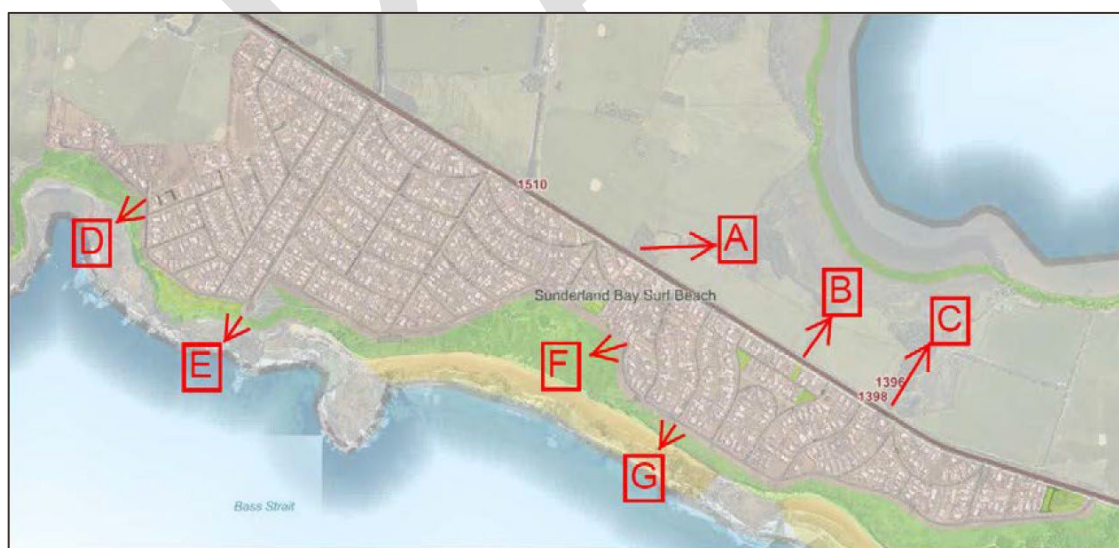 1510
A
D
B
Sunderland Bay Surf Beach
C
E
F
1396
1398
G
Bass Strait